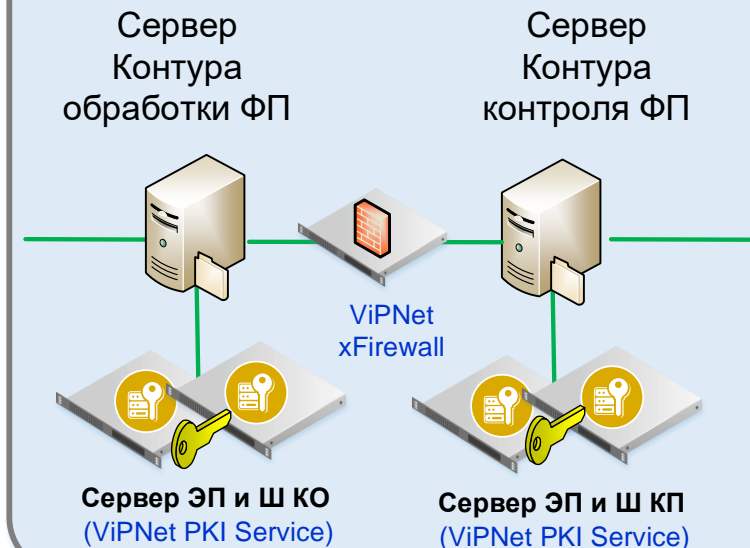 Сервер
Контура
обработки ФП
Сервер
Контура
контроля ФП
ViPNet
xFirewall
Сервер ЭП и Ш КО
(ViPNet PKI Service)
Сервер ЭП и Ш КП
(ViPNet PKI Service)